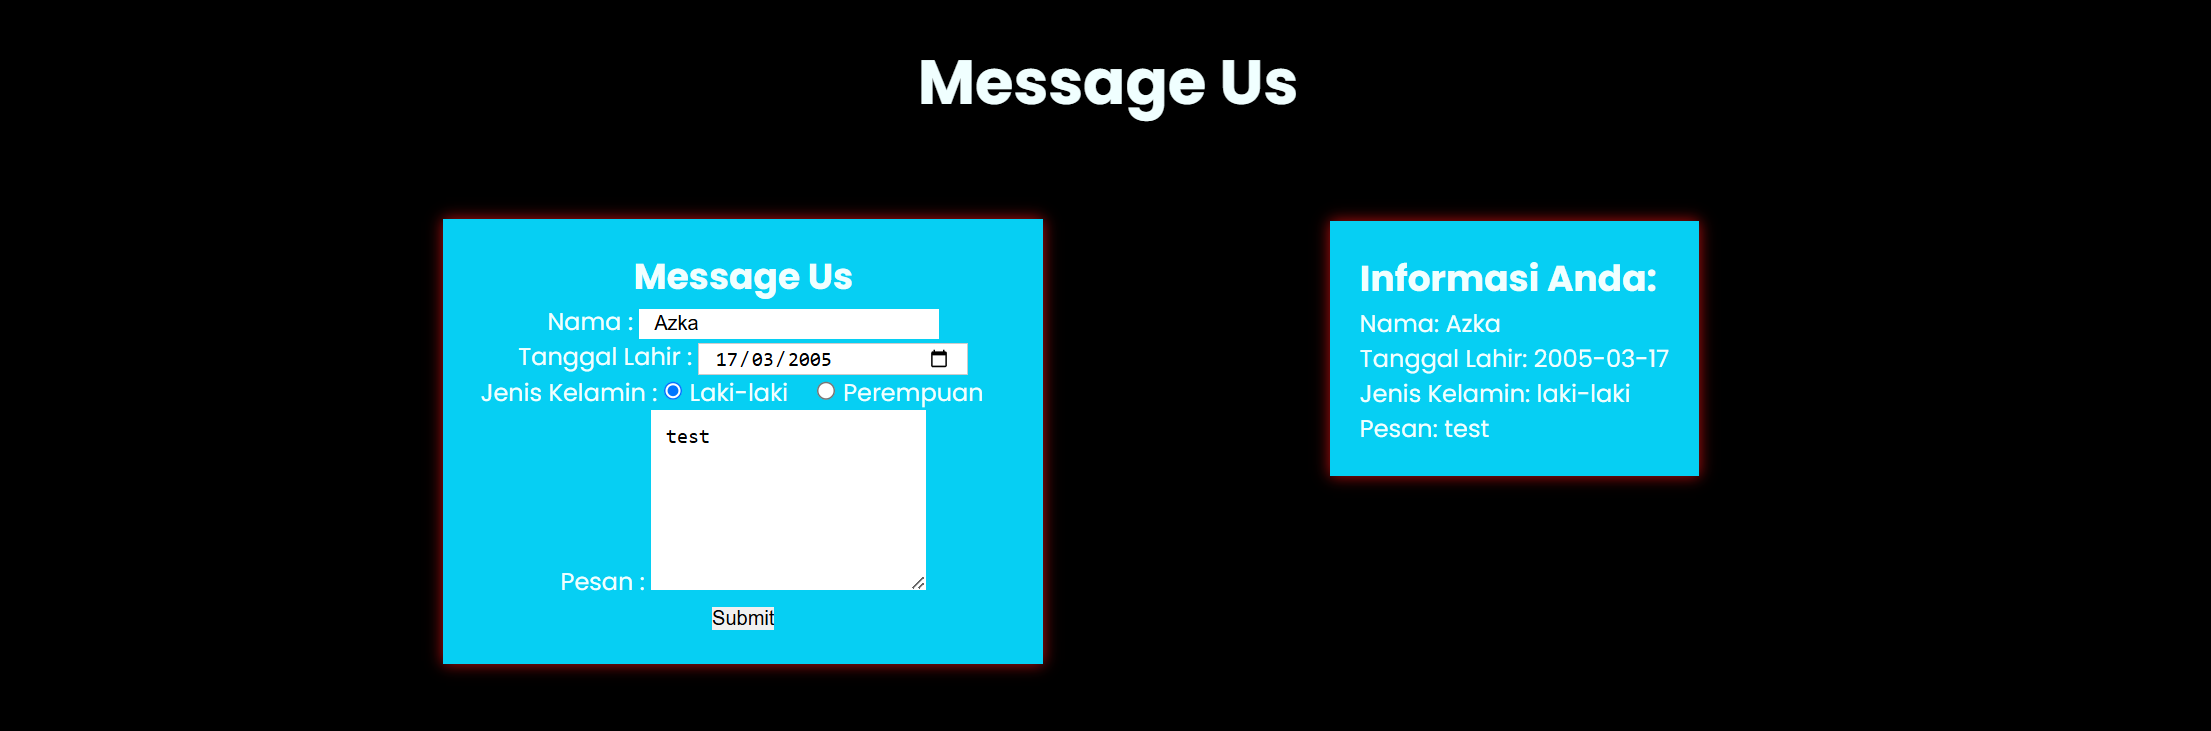 Message Us
Message Us
Nama : Azka
Tanggal Lahir : 17/03/2005
Jenis Kelamin : Laki-laki Perempuan
test
Pesan :
Submit
Informasi Anda:
Nama: Azka
Tanggal Lahir: 2005-03-17
Jenis Kelamin: laki-laki
Pesan: test